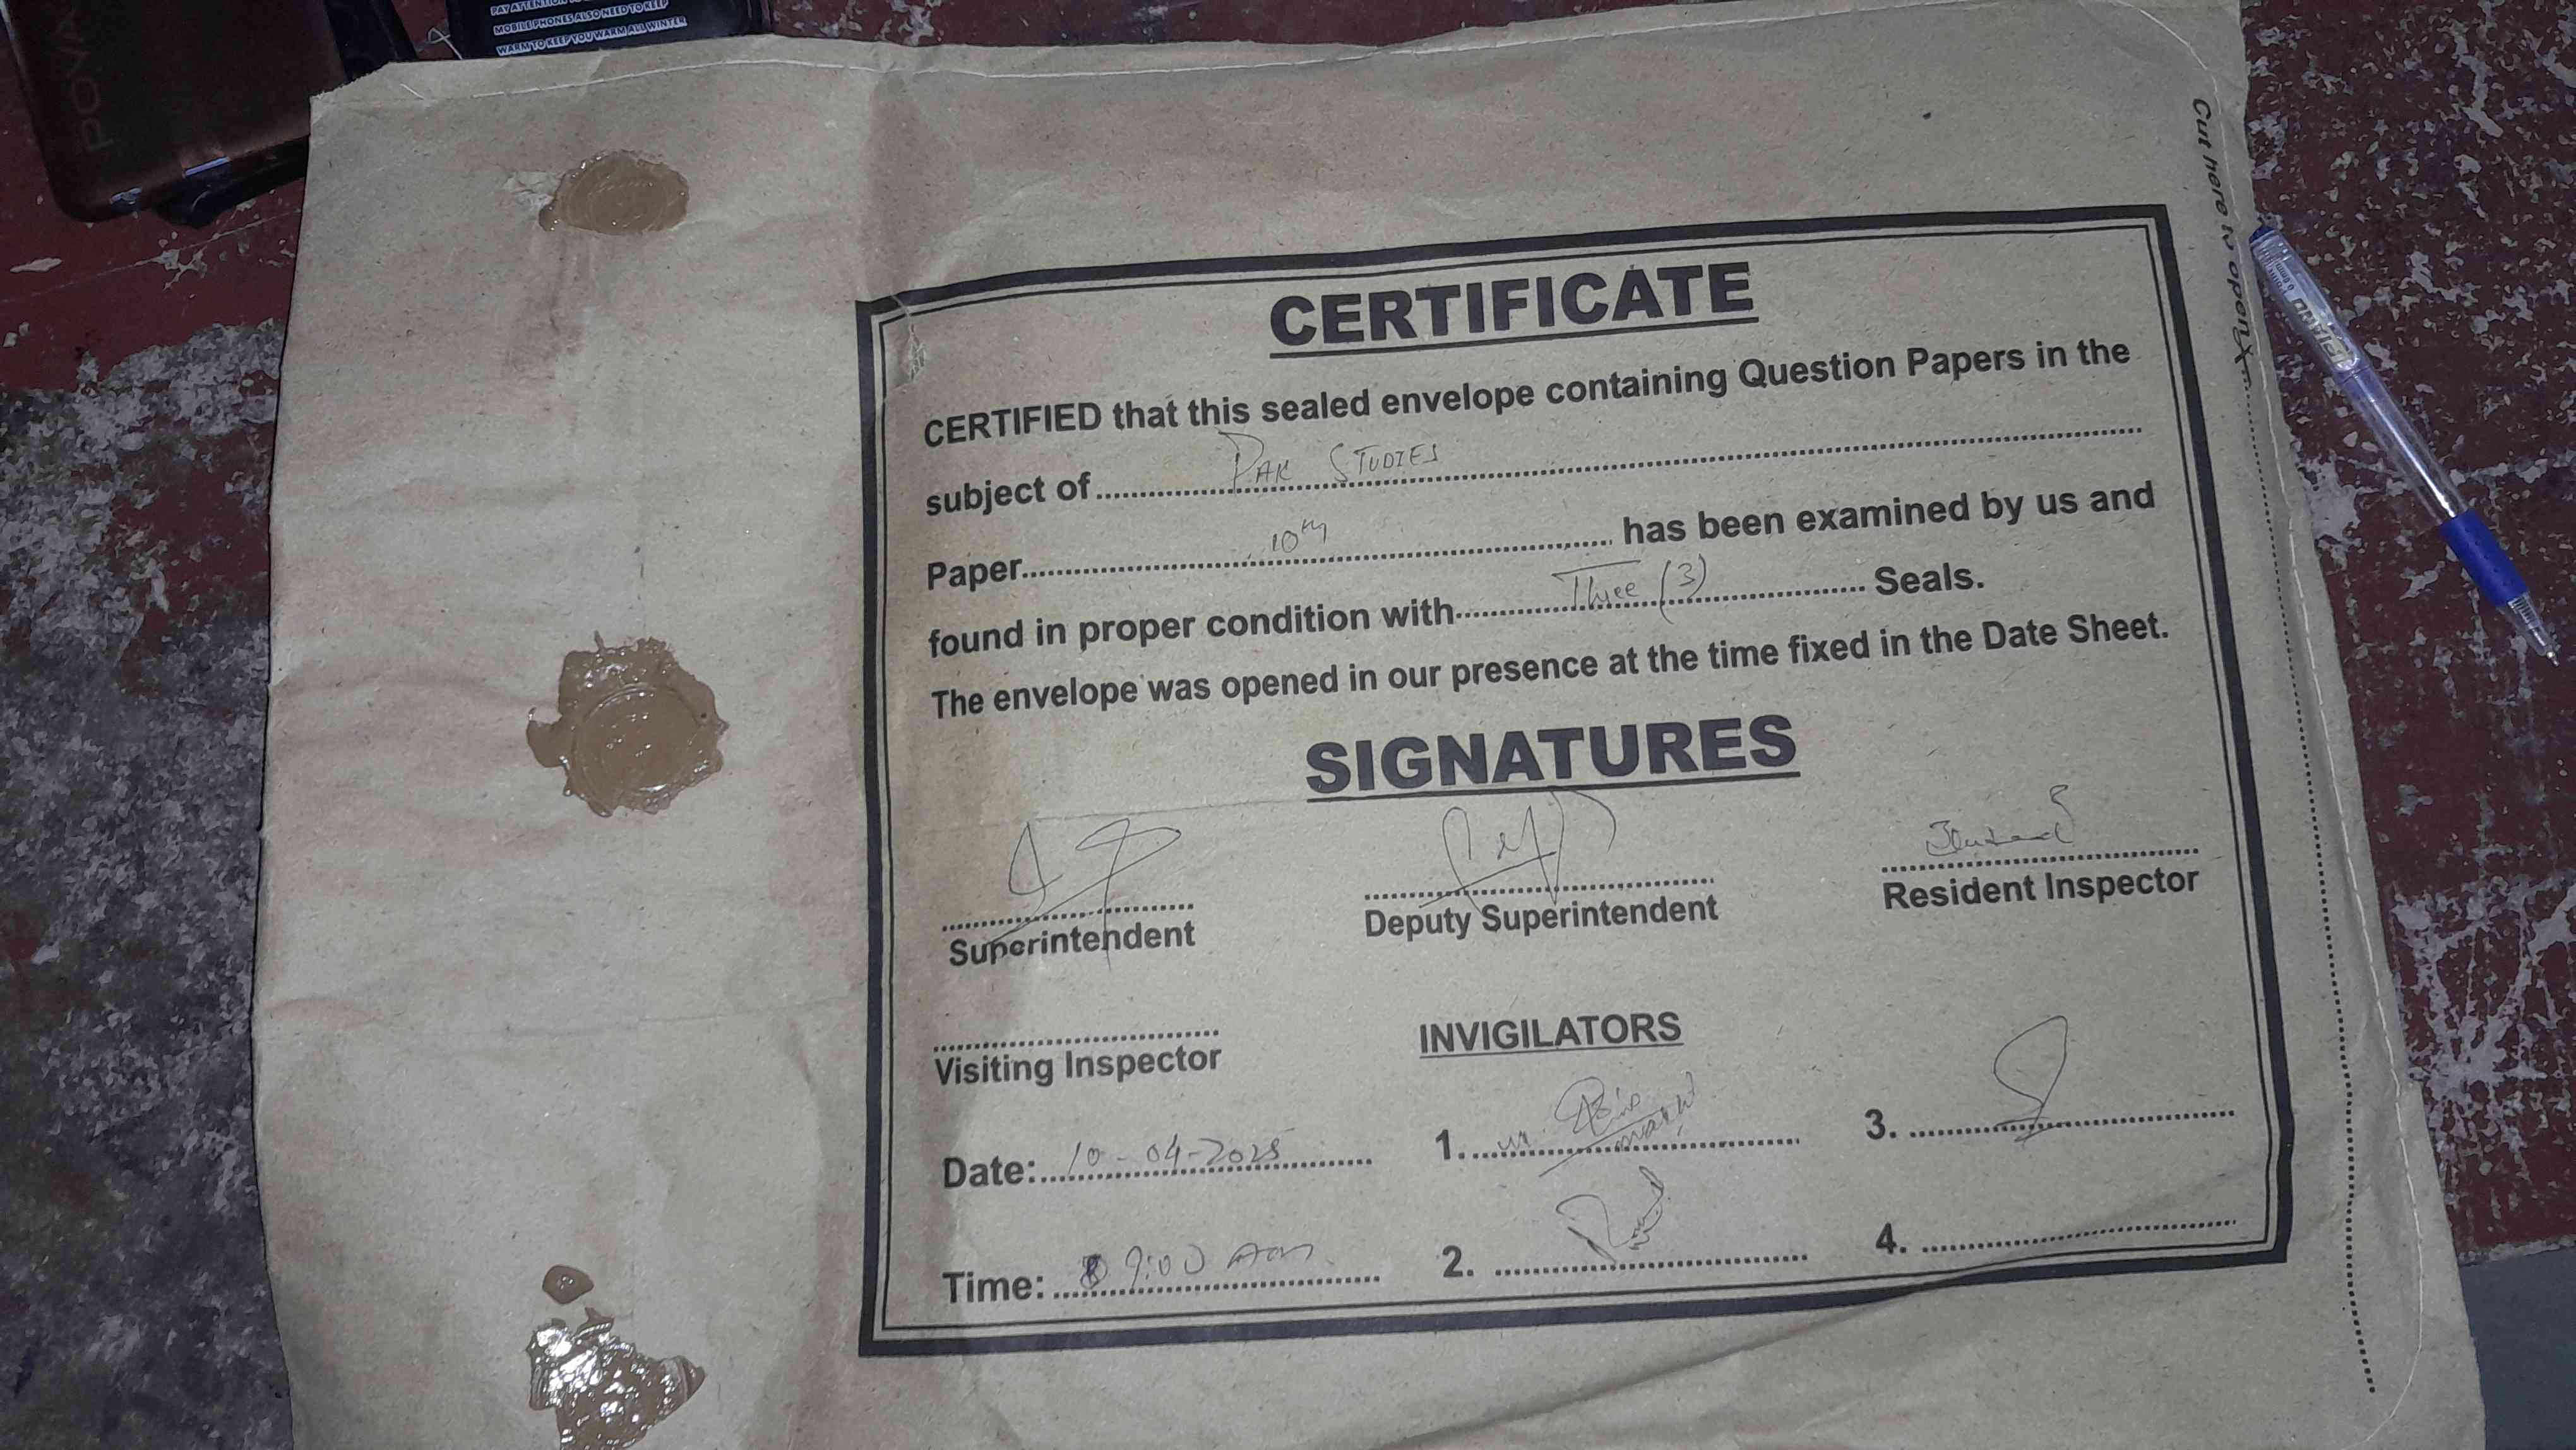 POVA
PAY ATTENTION TO
MOBILE PHONES ALSO NEED TO KEEP
WARM TO KEEP YOU WARM ALL WINTER
Cut here to open
CERTIFICATE
CERTIFIED that this sealed envelope containing Question Papers in the
subject of PAK STUDIES
Paper 10th has been examined by us and
found in proper condition with Three (3) Seals.
The envelope was opened in our presence at the time fixed in the Date Sheet.
SIGNATURES
Superintendent
Deputy Superintendent
Resident Inspector
Visiting Inspector
INVIGILATORS
Date: 10-04-2025
1.
3.
Time: 9:00 Am
2.
4.